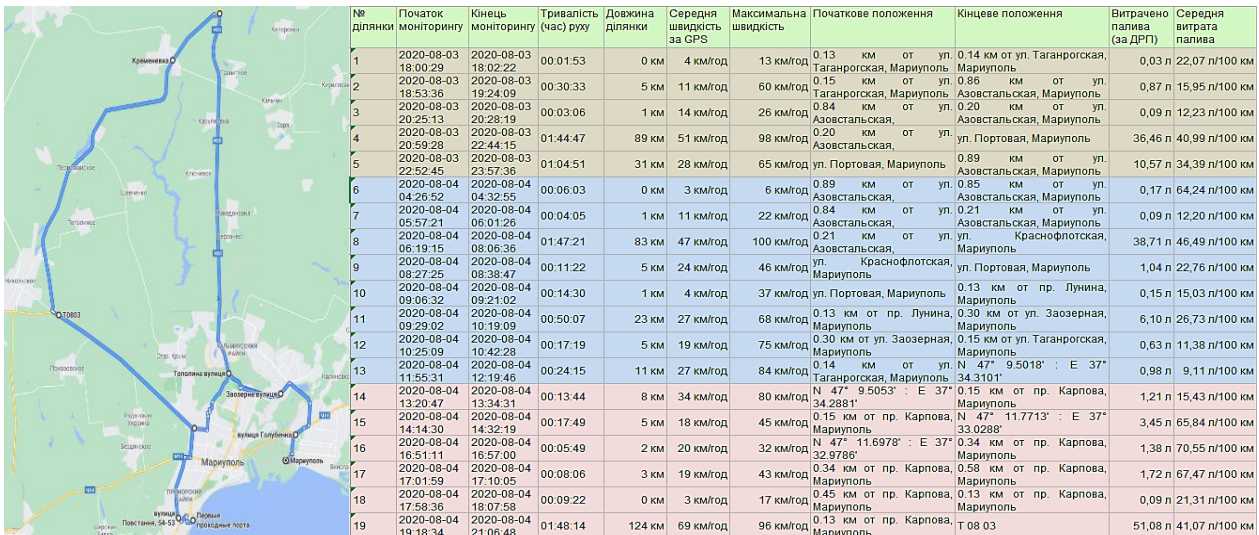 Кременевка
Гранитное
Касьяновка
Кальчик
Заря
Кирилловка
Первомайское
Ключевое
Шевченко
Македоновка
Тополиное
Никольское
Т0803
КАЛЬМИУССКИЙ РАЙОН
Тополина вулиця
Заозерна вулиця
вулиця Голубенка
Мариуполь
Мариуполь
ПРИМОРСКИЙ РАЙОН
вулиця
Повстання, 54-53
Первые
проходные порта
№ Початок Кінець Тривалість Довжина Середня Максимальна Початкове положення Кінцеве положення Витрачено Середня
ділянки моніторингу моніторингу (час) руху ділянки швидкість швидкість палива витрата
за GPS (за ДРП) палива
1 2020-08-03 18:00:29 2020-08-03 18:02:22 00:01:53 0 км 4 км/год 13 км/год 0.13 км от ул. Таганрогская, Мариуполь 0.14 км от ул. Таганрогская, Мариуполь 0,03 л 22,07 л/100 км
2 2020-08-03 18:53:36 2020-08-03 19:24:09 00:30:33 5 км 11 км/год 60 км/год 0.15 км от ул. Таганрогская, Мариуполь 0.86 км от ул. Азовстальская, Мариуполь 0,87 л 15,95 л/100 км
3 2020-08-03 20:25:13 2020-08-03 20:28:19 00:03:06 1 км 14 км/год 26 км/год 0.84 км от ул. Азовстальская, 0.20 км от ул. Азовстальская, Мариуполь 0,09 л 12,23 л/100 км
4 2020-08-03 20:59:28 2020-08-03 22:44:15 01:44:47 89 км 51 км/год 98 км/год 0.20 км от ул. Азовстальская, ул. Портовая, Мариуполь 36,46 л 40,99 л/100 км
5 2020-08-03 22:52:45 2020-08-03 23:57:36 01:04:51 31 км 28 км/год 65 км/год ул. Портовая, Мариуполь 0.89 км от ул. Азовстальская, Мариуполь 10,57 л 34,39 л/100 км
6 2020-08-04 04:26:52 2020-08-04 04:32:55 00:06:03 0 км 3 км/год 6 км/год 0.89 км от ул. Азовстальская, 0.85 км от ул. Азовстальская, Мариуполь 0,17 л 64,24 л/100 км
7 2020-08-04 05:57:21 2020-08-04 06:01:26 00:04:05 1 км 11 км/год 22 км/год 0.84 км от ул. Азовстальская, 0.21 км от ул. Азовстальская, Мариуполь 0,09 л 12,20 л/100 км
8 2020-08-04 06:19:15 2020-08-04 08:06:36 01:47:21 83 км 47 км/год 100 км/год 0.21 км от ул. Азовстальская, ул. Краснофлотская, Мариуполь 38,71 л 46,49 л/100 км
9 2020-08-04 08:27:25 2020-08-04 08:38:47 00:11:22 5 км 24 км/год 46 км/год ул. Краснофлотская, Мариуполь ул. Портовая, Мариуполь 1,04 л 22,76 л/100 км
10 2020-08-04 09:06:32 2020-08-04 09:21:02 00:14:30 1 км 4 км/год 37 км/год ул. Портовая, Мариуполь 0.13 км от пр. Лунина, Мариуполь 0,15 л 15,03 л/100 км
11 2020-08-04 09:29:02 2020-08-04 10:19:09 00:50:07 23 км 27 км/год 68 км/год 0.13 км от пр. Лунина, Мариуполь 0.30 км от ул. Заозерная, Мариуполь 6,10 л 26,73 л/100 км
12 2020-08-04 10:25:09 2020-08-04 10:42:28 00:17:19 5 км 19 км/год 75 км/год 0.30 км от ул. Заозерная, Мариуполь 0.15 км от ул. Таганрогская, Мариуполь 0,63 л 11,38 л/100 км
13 2020-08-04 11:55:31 2020-08-04 12:19:46 00:24:15 11 км 27 км/год 84 км/год 0.14 км от ул. Таганрогская, Мариуполь N 47° 9.5018' : E 37° 34.3101' 0,98 л 9,11 л/100 км
14 2020-08-04 13:20:47 2020-08-04 13:34:31 00:13:44 8 км 34 км/год 80 км/год N 47° 9.5053' : E 37° 34.2881' 0.15 км от пр. Карпова, Мариуполь 1,21 л 15,43 л/100 км
15 2020-08-04 14:14:30 2020-08-04 14:32:19 00:17:49 5 км 18 км/год 45 км/год 0.15 км от пр. Карпова, Мариуполь N 47° 11.7713' : E 37° 33.0288' 3,45 л 65,84 л/100 км
16 2020-08-04 16:51:11 2020-08-04 16:57:00 00:05:49 2 км 20 км/год 32 км/год N 47° 11.6978' : E 37° 32.9786' 0.34 км от пр. Карпова, Мариуполь 1,38 л 70,55 л/100 км
17 2020-08-04 17:01:59 2020-08-04 17:10:05 00:08:06 3 км 19 км/год 43 км/год 0.34 км от пр. Карпова, Мариуполь 0.58 км от пр. Карпова, Мариуполь 1,72 л 67,47 л/100 км
18 2020-08-04 17:58:36 2020-08-04 18:07:58 00:09:22 0 км 3 км/год 17 км/год 0.45 км от пр. Карпова, Мариуполь 0.13 км от пр. Карпова, Мариуполь 0,09 л 21,31 л/100 км
19 2020-08-04 19:18:34 2020-08-04 21:06:48 01:48:14 124 км 69 км/год 96 км/год 0.13 км от пр. Карпова, Мариуполь Т 08 03 51,08 л 41,07 л/100 км